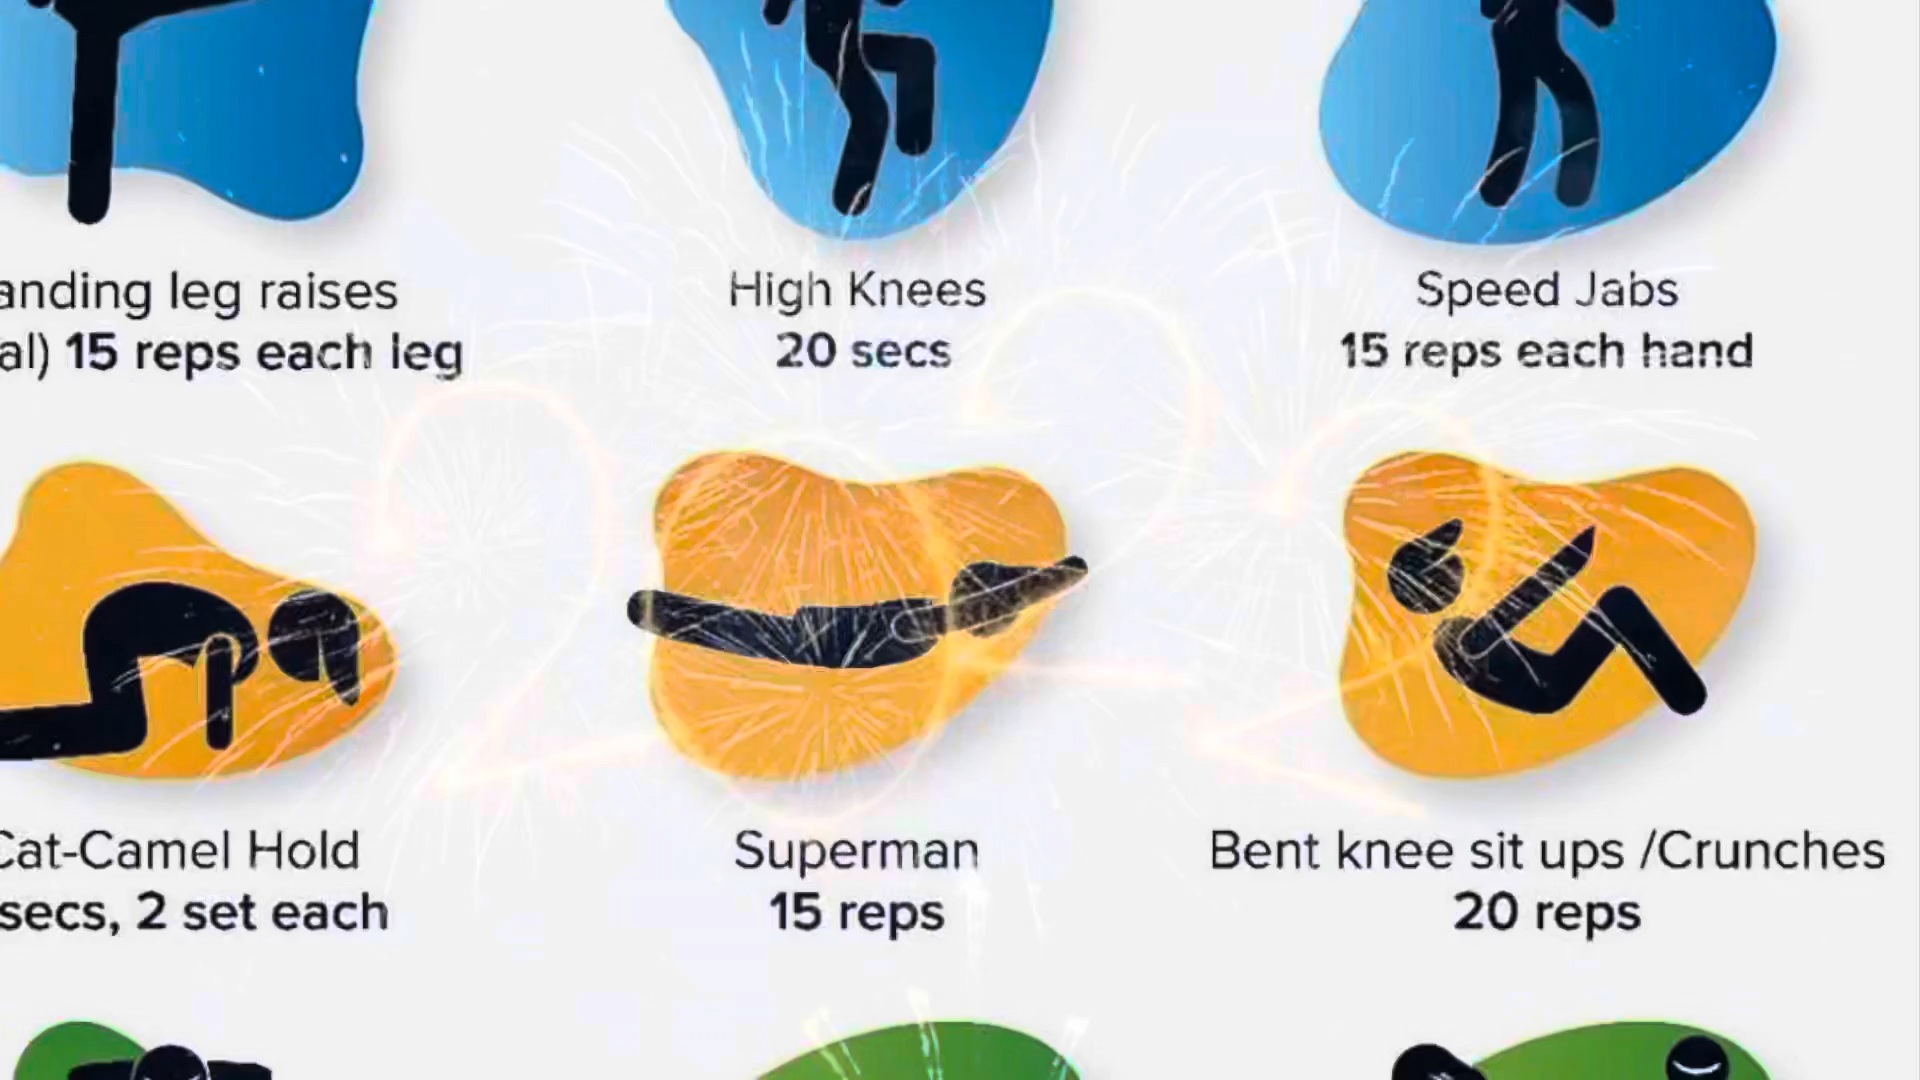 anding leg raises
al) 15 reps each leg
High Knees
20 secs
Speed Jabs
15 reps each hand
Cat-Camel Hold
secs, 2 set each
Superman
15 reps
Bent knee sit ups /Crunches
20 reps